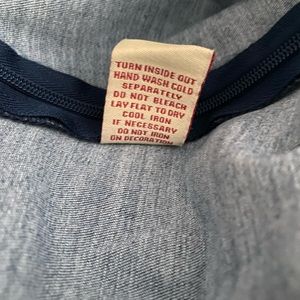 TURN INSIDE OUT
HAND WASH COLD
SEPARATELY
DO NOT BLEACH
LAY FLAT TO DRY
COOL IRON
IF NECESSARY
DO NOT IRON
ON DECORATION